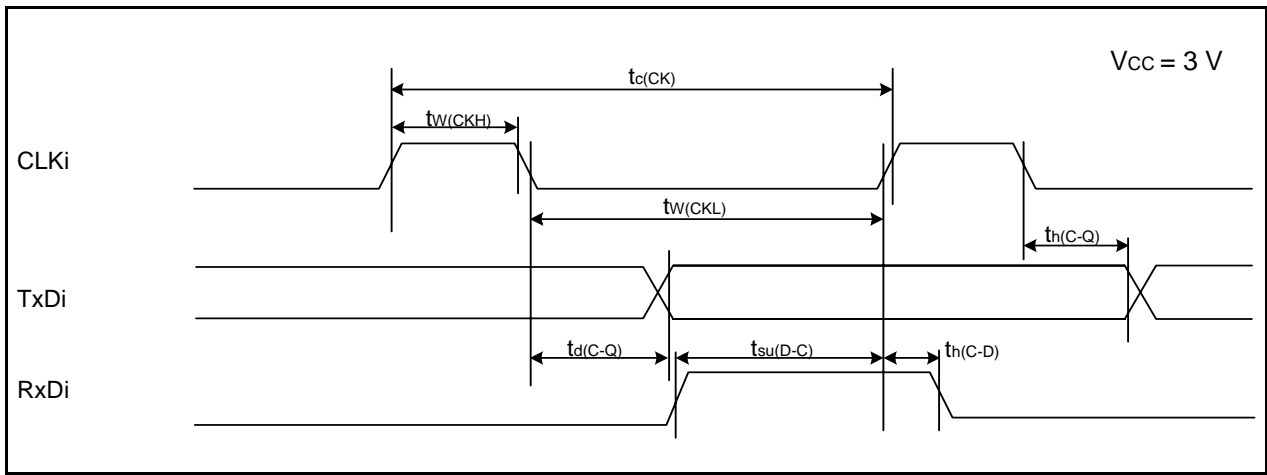 VCC = 3 V
tc(CK)
tW(CKH)
CLKi
tW(CKL)
th(C-Q)
TxDi
td(C-Q)
tsu(D-C)
th(C-D)
RxDi